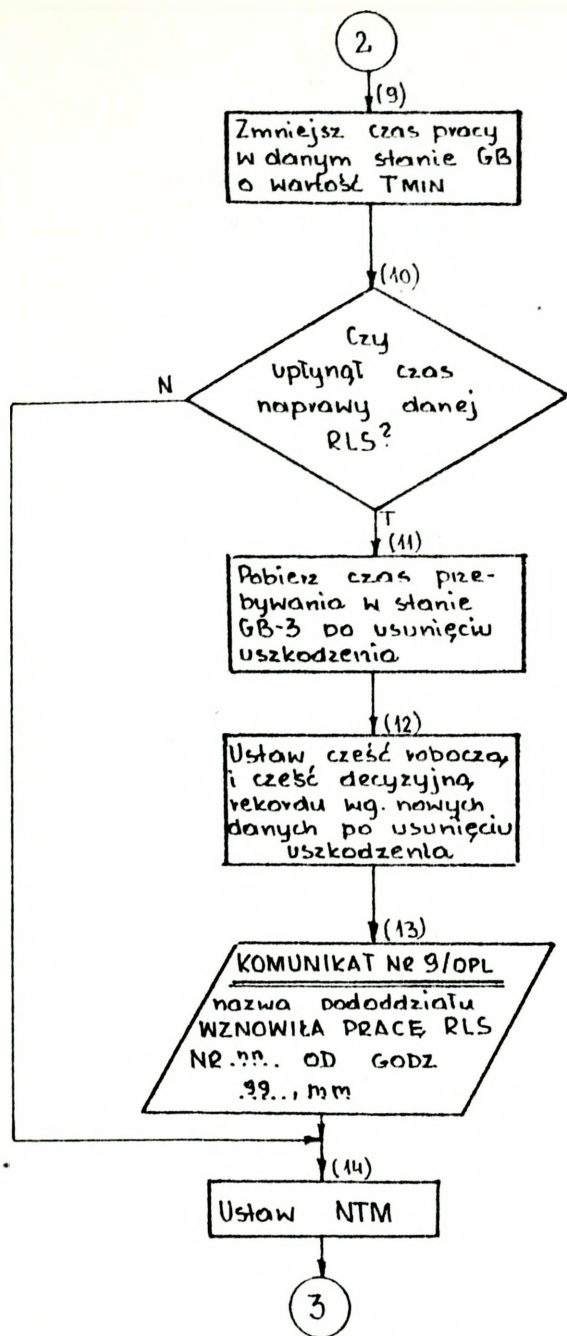 2
(9)
Zmniejsz czas pracy
w danym stanie GB
o wartość TMIN
(10)
Czy
upłynął czas
naprawy danej
RLS?
N
T
(11)
Pobierz czas prze-
bywania w stanie
GB-3 po usunięciu
uszkodzenia
(12)
Ustaw część roboczą
i część decyzyjną
rekordu wg. nowych
danych po usunięciu
uszkodzenia
(13)
KOMUNIKAT NR 9/OPL
nazwa pododdziału
WZNOWIŁA PRACĘ RLS
NR .nn.. OD GODZ
.gg.., mm
(14)
Ustaw NTM
3